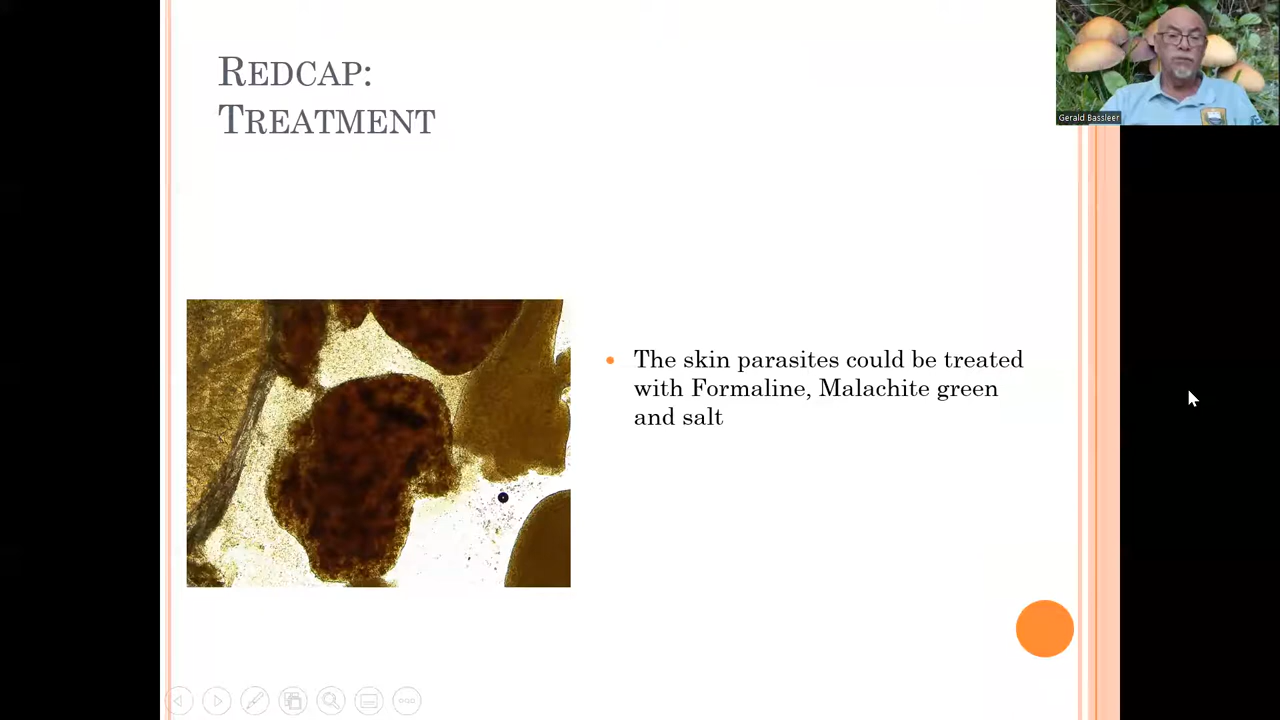 REDCAP:
TREATMENT
Gerald Bassleer
• The skin parasites could be treated
with Formaline, Malachite green
and salt